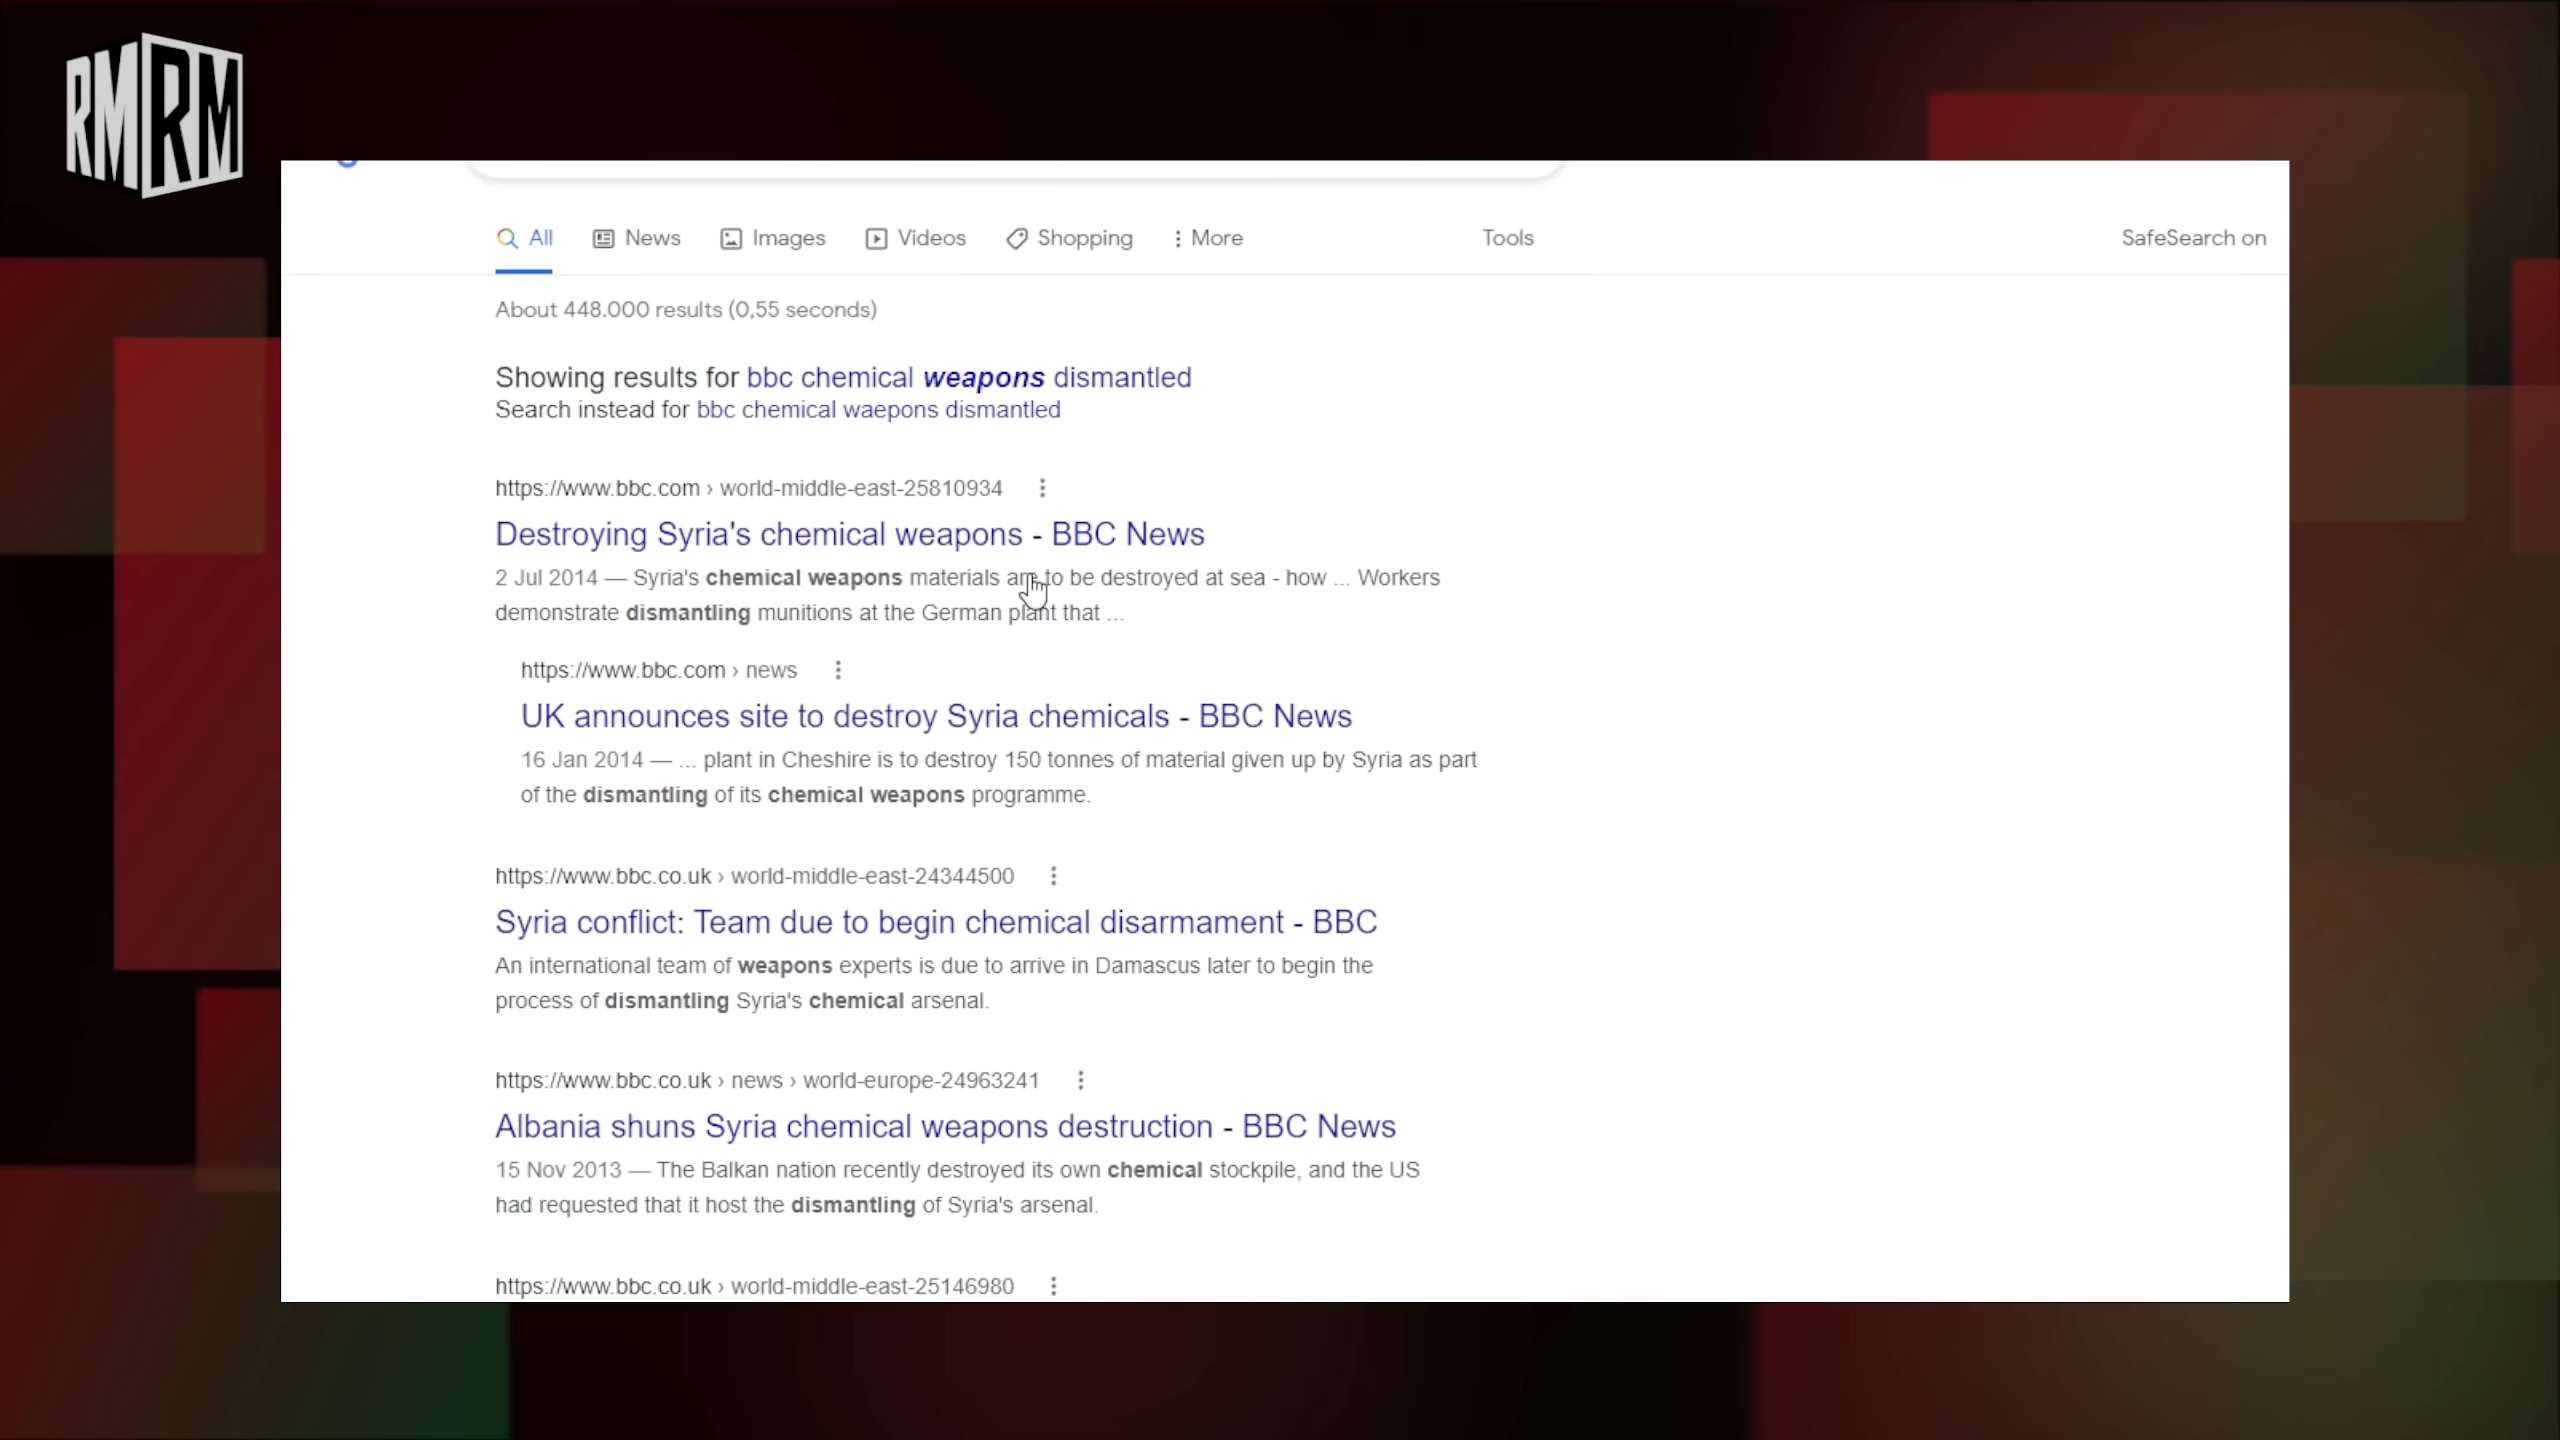 RMRM
All News Images Videos Shopping More Tools SafeSearch on
About 448.000 results (0,55 seconds)
Showing results for bbc chemical weapons dismantled
Search instead for bbc chemical waepons dismantled
https://www.bbc.com › world-middle-east-25810934
Destroying Syria's chemical weapons - BBC News
2 Jul 2014 — Syria's chemical weapons materials are to be destroyed at sea - how ... Workers
demonstrate dismantling munitions at the German plant that ...
https://www.bbc.com › news
UK announces site to destroy Syria chemicals - BBC News
16 Jan 2014 — ... plant in Cheshire is to destroy 150 tonnes of material given up by Syria as part
of the dismantling of its chemical weapons programme.
https://www.bbc.co.uk › world-middle-east-24344500
Syria conflict: Team due to begin chemical disarmament - BBC
An international team of weapons experts is due to arrive in Damascus later to begin the
process of dismantling Syria's chemical arsenal.
https://www.bbc.co.uk › news › world-europe-24963241
Albania shuns Syria chemical weapons destruction - BBC News
15 Nov 2013 — The Balkan nation recently destroyed its own chemical stockpile, and the US
had requested that it host the dismantling of Syria's arsenal.
https://www.bbc.co.uk › world-middle-east-25146980